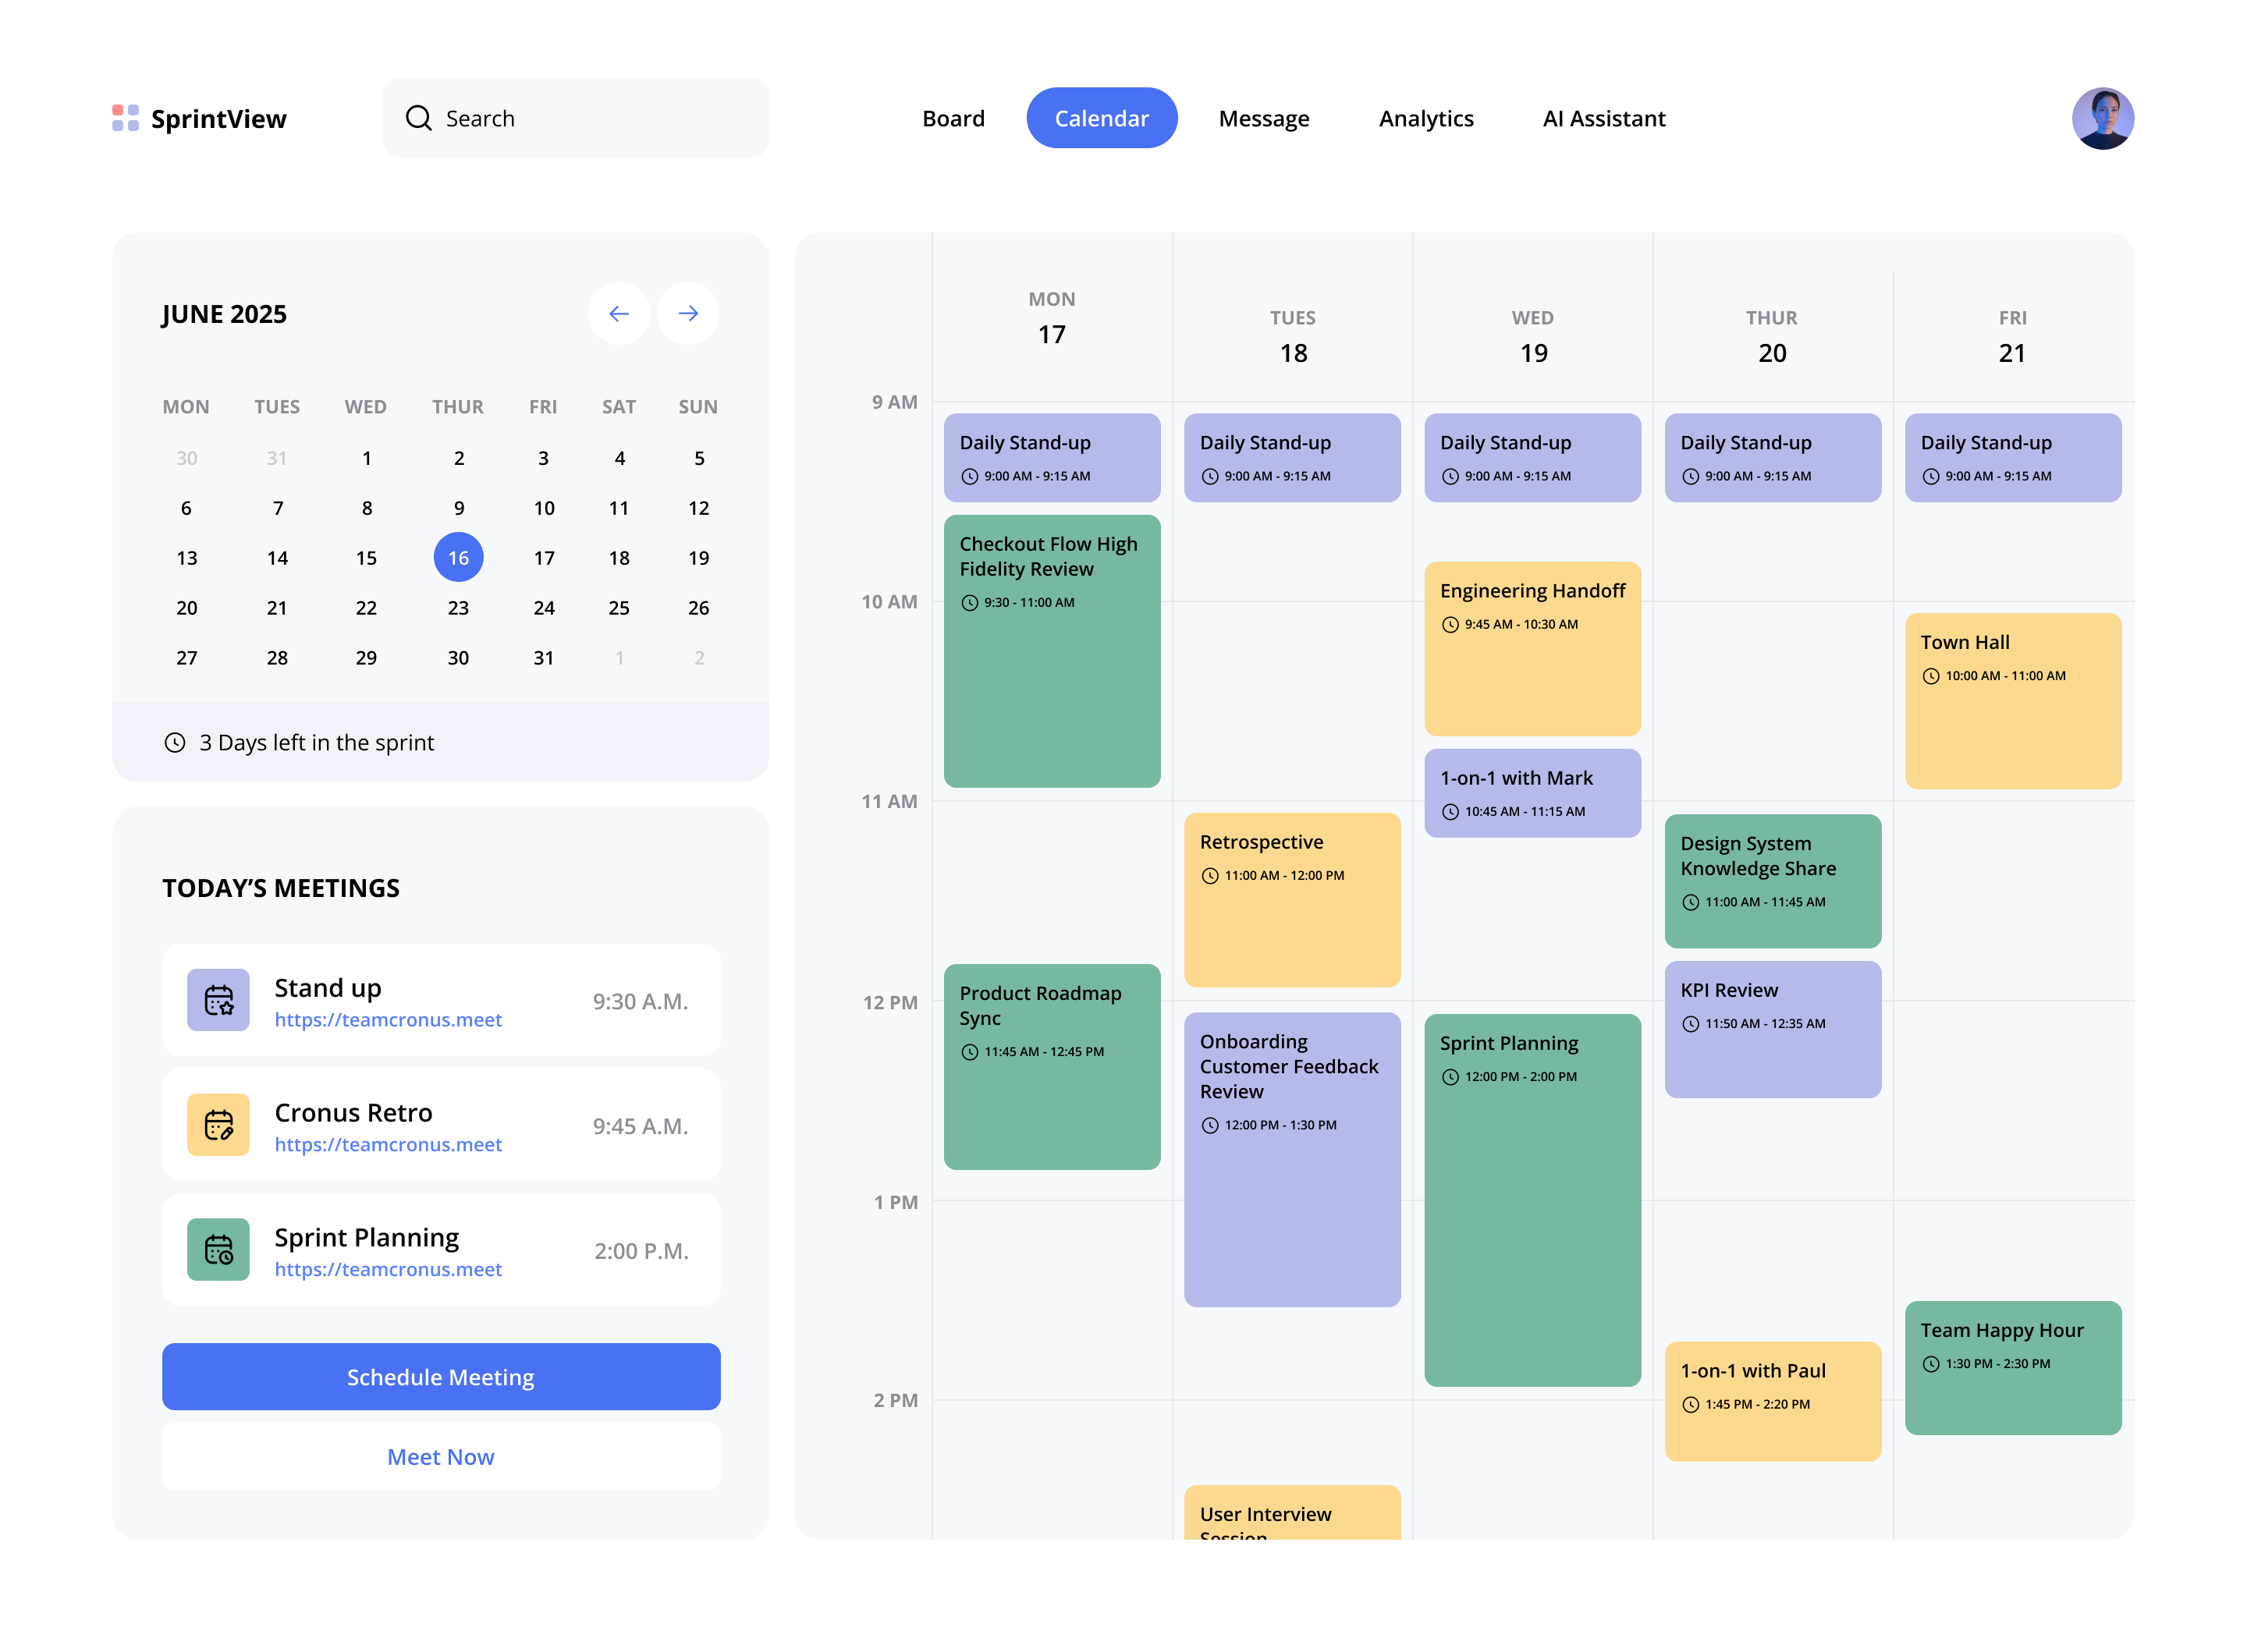 SprintView
Search
Board
Calendar
Message
Analytics
AI Assistant
JUNE 2025
MON TUES WED THUR FRI SAT SUN
30 31 1 2 3 4 5
6 7 8 9 10 11 12
13 14 15 16 17 18 19
20 21 22 23 24 25 26
27 28 29 30 31 1 2
3 Days left in the sprint
TODAY’S MEETINGS
Stand up
https://teamcronus.meet
9:30 A.M.
Cronus Retro
https://teamcronus.meet
9:45 A.M.
Sprint Planning
https://teamcronus.meet
2:00 P.M.
Schedule Meeting
Meet Now
9 AM
10 AM
11 AM
12 PM
1 PM
2 PM
MON
17
Daily Stand-up
9:00 AM - 9:15 AM
Checkout Flow High
Fidelity Review
9:30 - 11:00 AM
Product Roadmap
Sync
11:45 AM - 12:45 PM
TUES
18
Daily Stand-up
9:00 AM - 9:15 AM
Retrospective
11:00 AM - 12:00 PM
Onboarding
Customer Feedback
Review
12:00 PM - 1:30 PM
User Interview
Session
WED
19
Daily Stand-up
9:00 AM - 9:15 AM
Engineering Handoff
9:45 AM - 10:30 AM
1-on-1 with Mark
10:45 AM - 11:15 AM
Sprint Planning
12:00 PM - 2:00 PM
THUR
20
Daily Stand-up
9:00 AM - 9:15 AM
Design System
Knowledge Share
11:00 AM - 11:45 AM
KPI Review
11:50 AM - 12:35 AM
1-on-1 with Paul
1:45 PM - 2:20 PM
FRI
21
Daily Stand-up
9:00 AM - 9:15 AM
Town Hall
10:00 AM - 11:00 AM
Team Happy Hour
1:30 PM - 2:30 PM